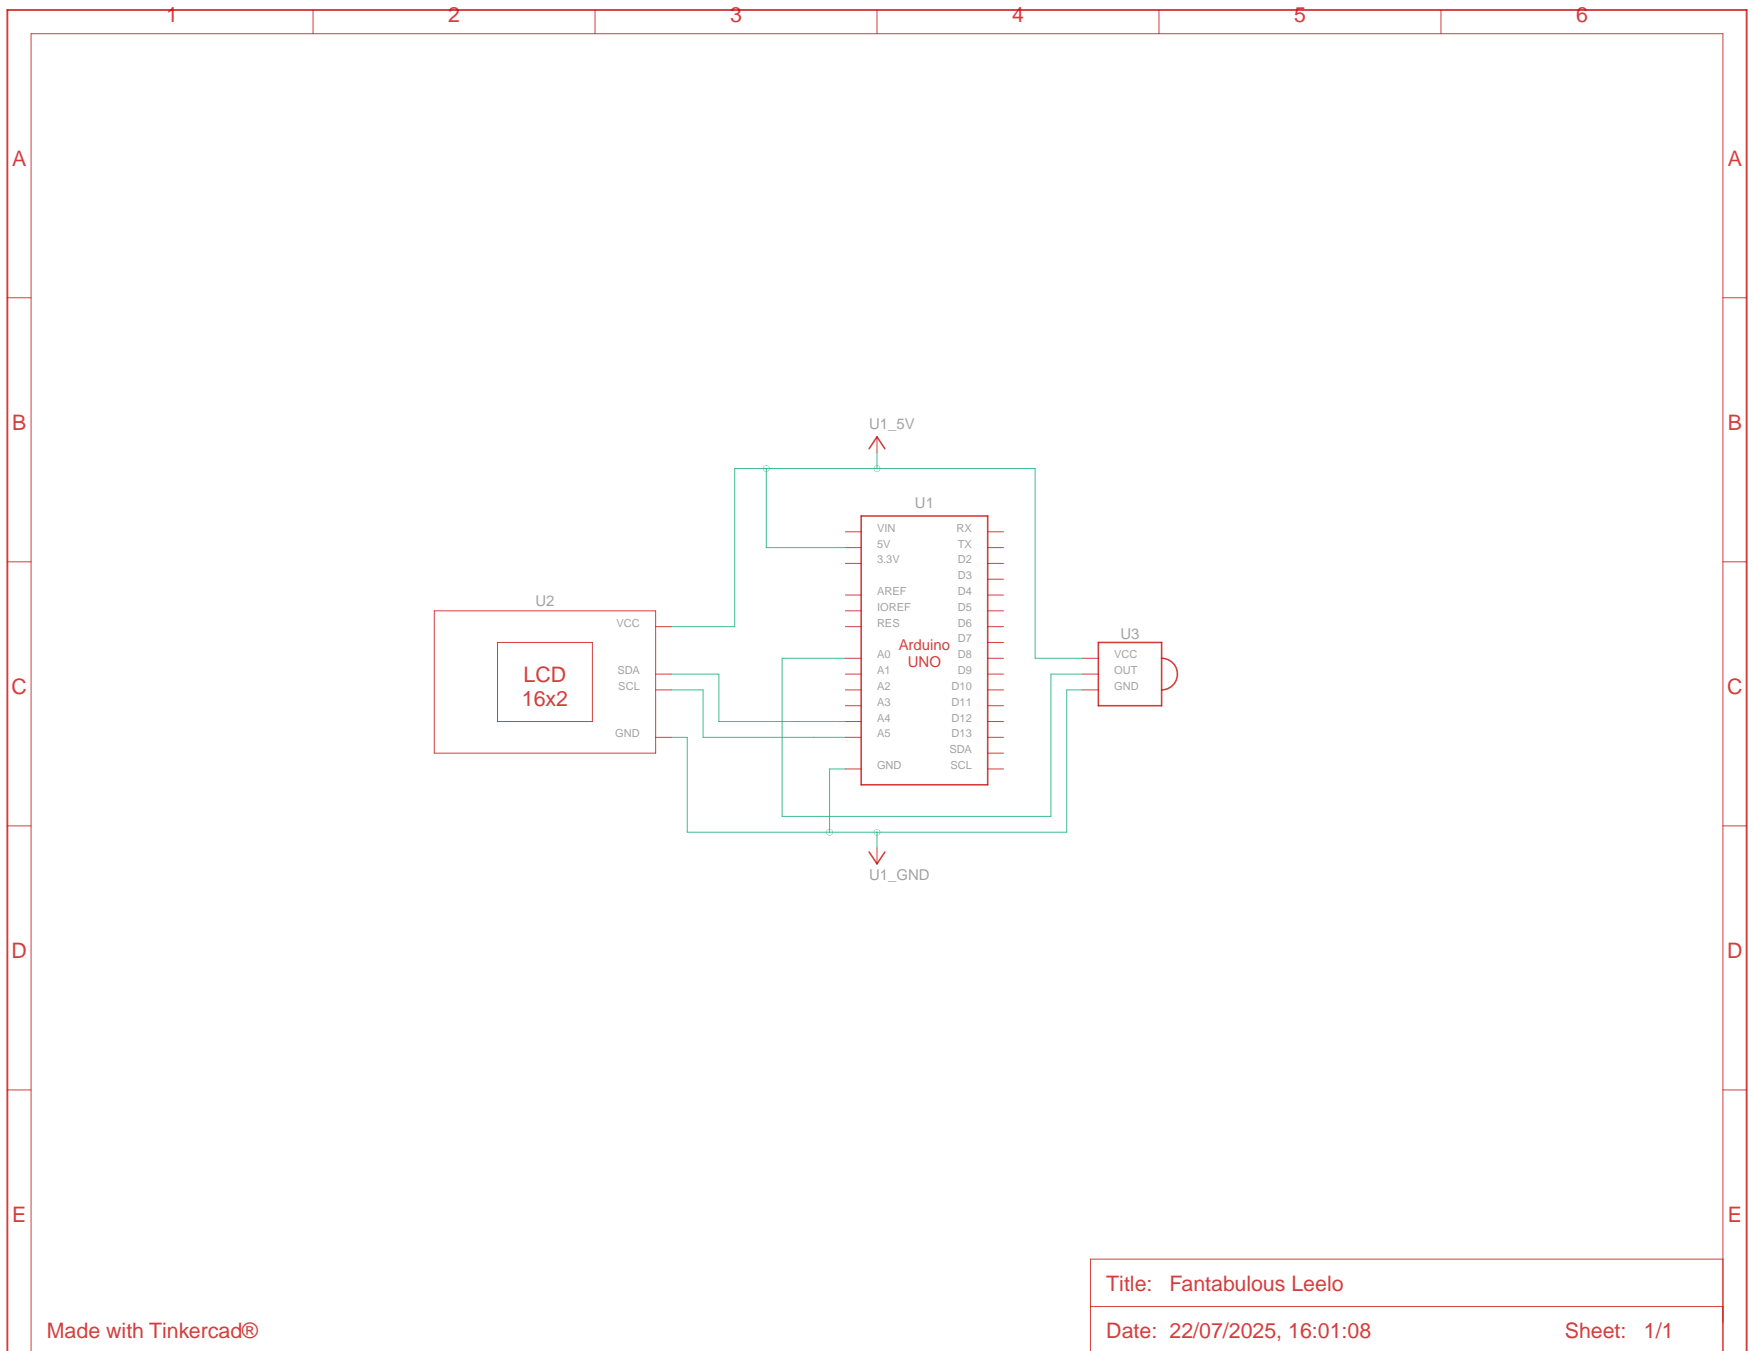 1 2 3 4 5 6
A A
B B
U1_5V
U1
VIN RX
5V TX
3.3V D2
D3
AREF D4
IOREF D5
RES D6
D7
Arduino
UNO
A0 D8
A1 D9
A2 D10
A3 D11
A4 D12
A5 D13
SDA
GND SCL
U2
VCC
SDA
SCL
GND
LCD
16x2
U3
VCC
OUT
GND
C C
U1_GND
D D
E E
Title: Fantabulous Leelo
Made with Tinkercad®
Date: 22/07/2025, 16:01:08 Sheet: 1/1